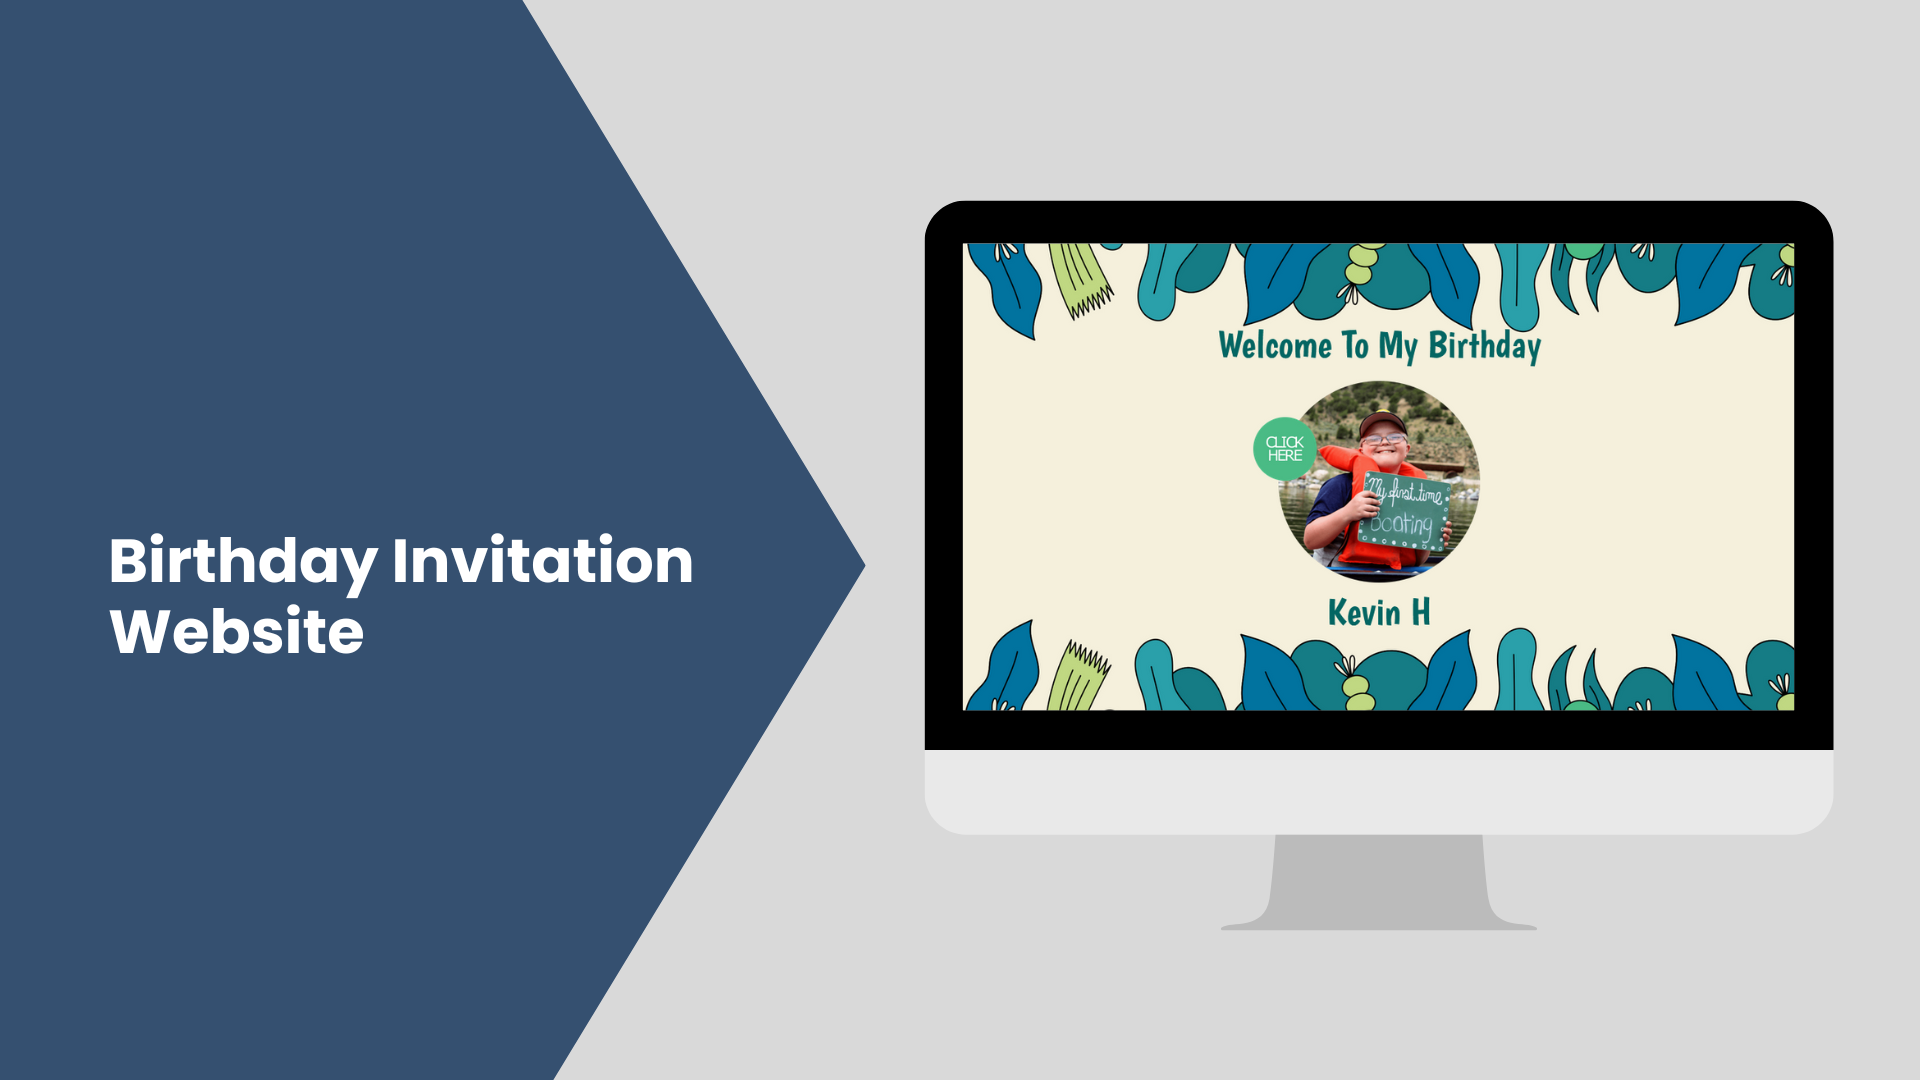 Birthday Invitation
Website
Welcome To My Birthday
CLICK
HERE
My first time
Boating
Kevin H